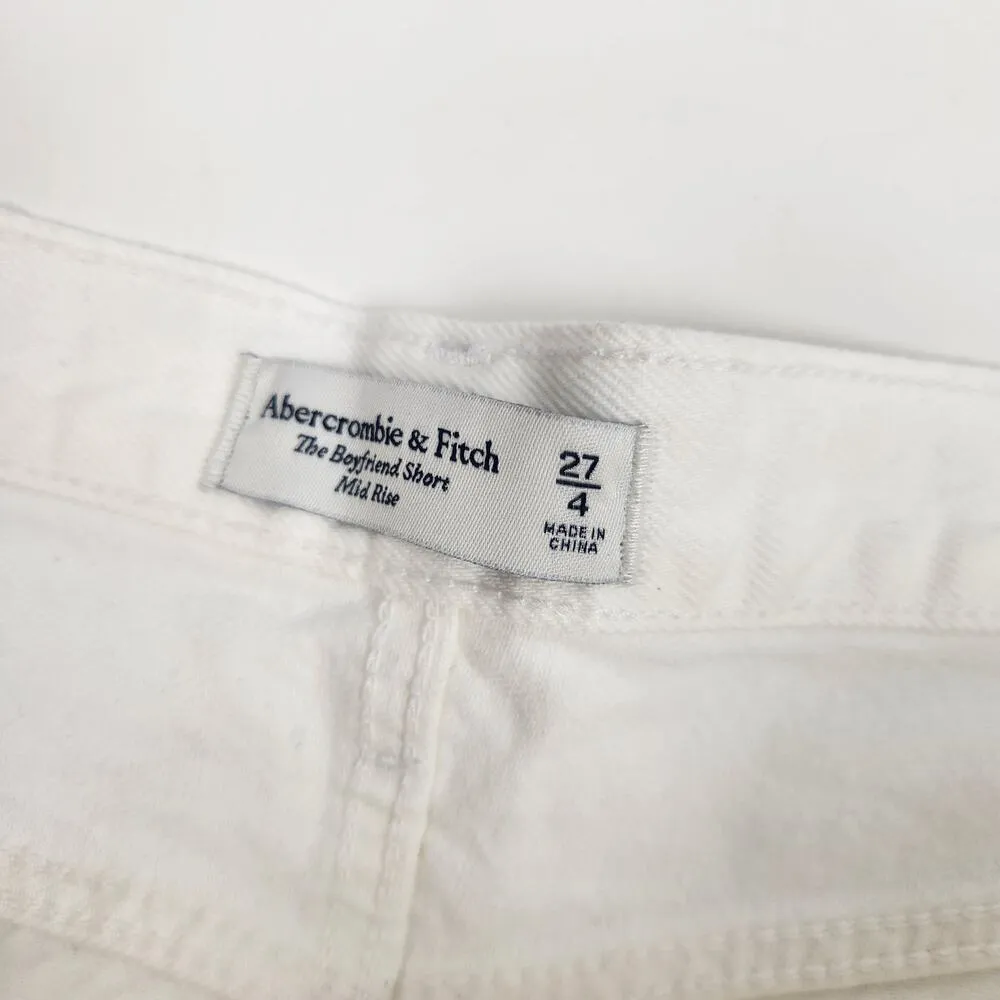 Abercrombie & Fitch
The Boyfriend Short
Mid Rise
27
4
MADE IN
CHINA